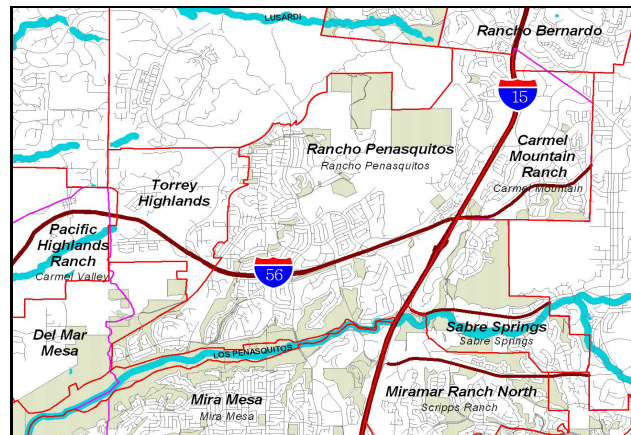 LUSARDI
Rancho Bernardo
15
Rancho Penasquitos
Rancho Penasquitos
Carmel
Mountain
Ranch
Carmel Mountain
Torrey
Highlands
Pacific
Highlands
Ranch
Carmel Valley
56
Del Mar
Mesa
LOS PENASQUITOS
Sabre Springs
Sabre Springs
Mira Mesa
Mira Mesa
Miramar Ranch North
Scripps Ranch